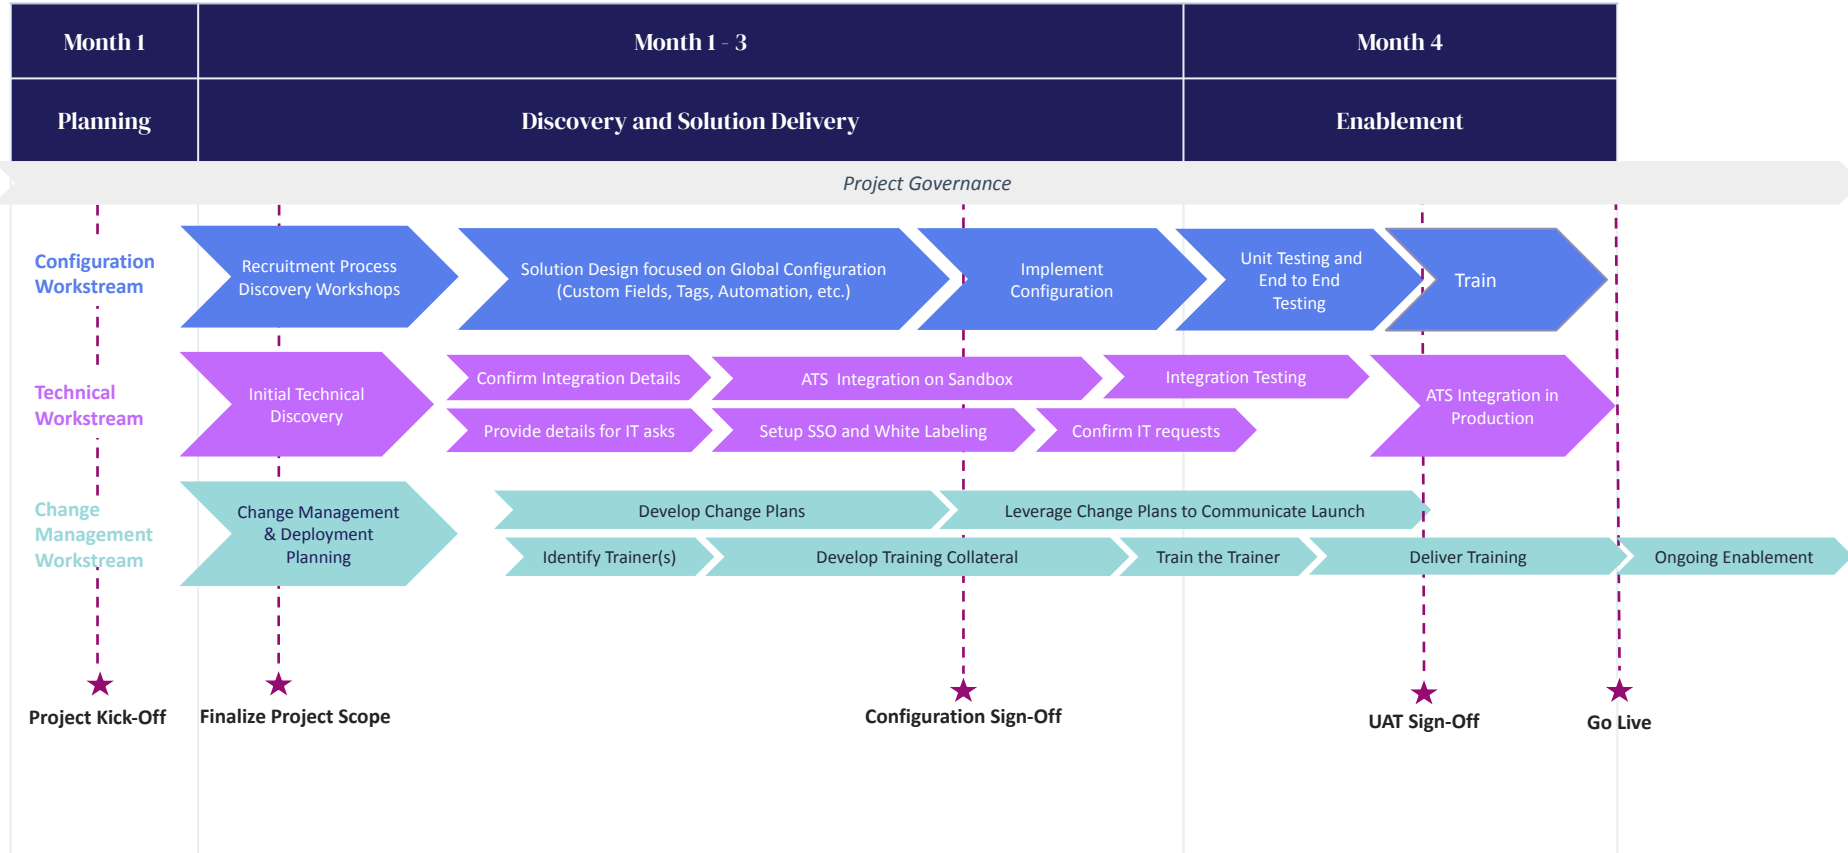 Month 1
Month 1 - 3
Month 4
Planning
Discovery and Solution Delivery
Enablement
Project Governance
Configuration
Workstream
Recruitment Process
Discovery Workshops
Solution Design focused on Global Configuration
(Custom Fields, Tags, Automation, etc.)
Implement
Configuration
Unit Testing and
End to End
Testing
Train
Technical
Workstream
Initial Technical
Discovery
Confirm Integration Details
ATS Integration on Sandbox
Integration Testing
Provide details for IT asks
Setup SSO and White Labeling
Confirm IT requests
ATS Integration in
Production
Change
Management
Workstream
Change Management
& Deployment
Planning
Develop Change Plans
Leverage Change Plans to Communicate Launch
Identify Trainer(s)
Develop Training Collateral
Train the Trainer
Deliver Training
Ongoing Enablement
Project Kick-Off
Finalize Project Scope
Configuration Sign-Off
UAT Sign-Off
Go Live